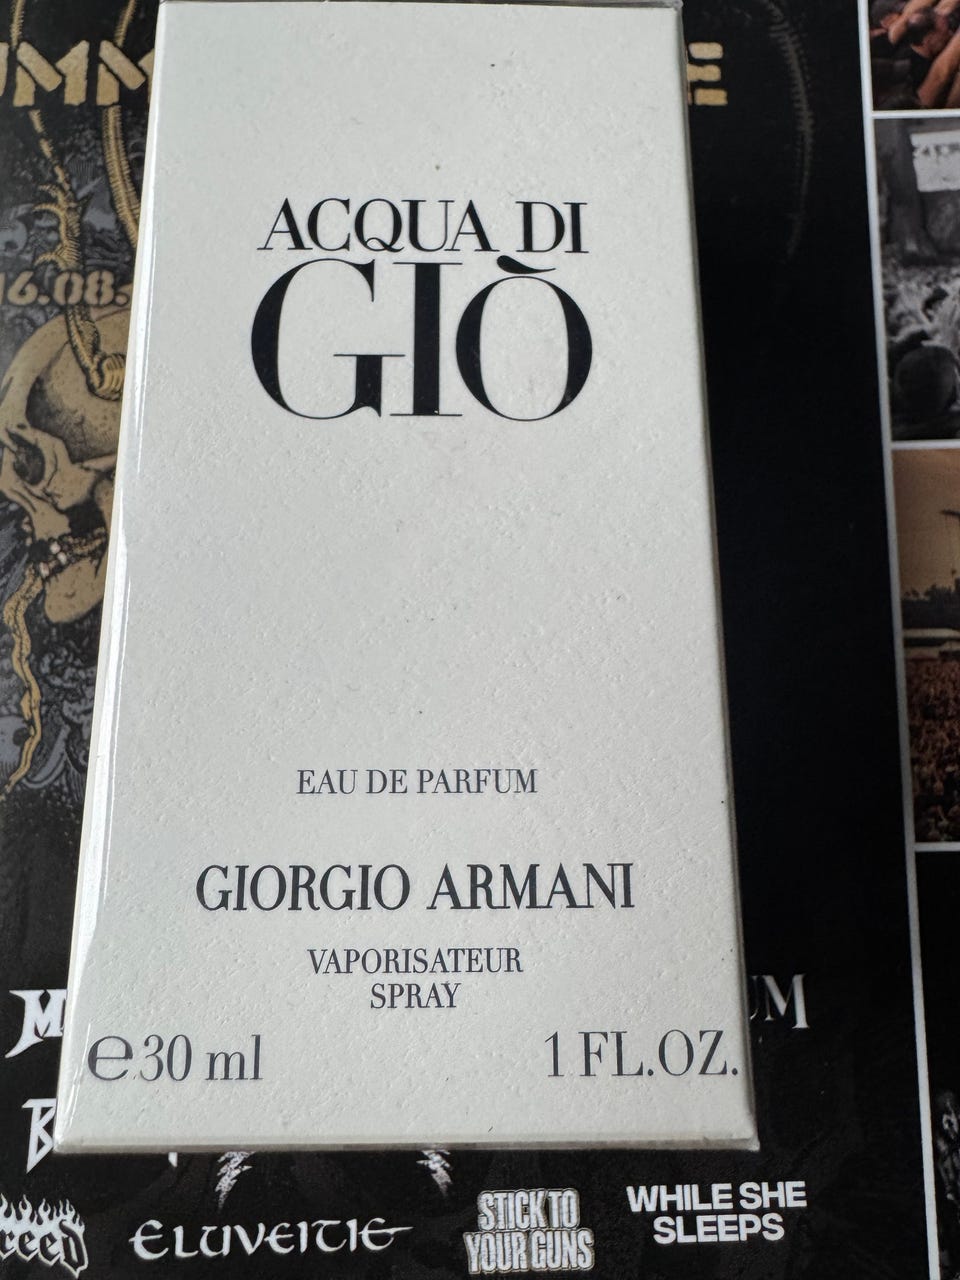 ACQUA DI
GIÒ
16.08.
EAU DE PARFUM
GIORGIO ARMANI
VAPORISATEUR
SPRAY
℮30 ml
1 FL.OZ.
ELUVEITIE
STICK TO
YOUR GUNS
WHILE SHE
SLEEPS